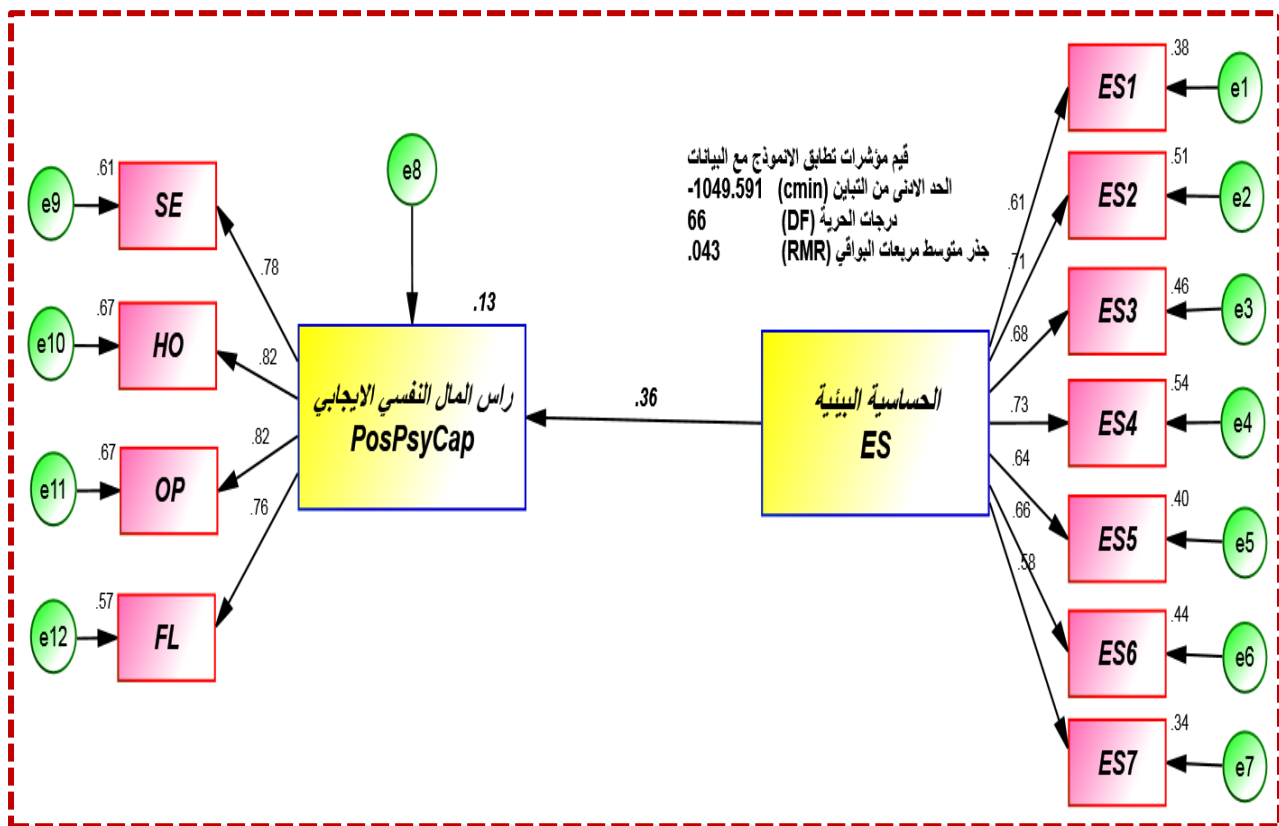 قيم مؤشرات تطابق الانموذج مع البيانات
الحد الادنى من التباين (cmin) -1049.591
درجات الحرية (DF) 66
جذر متوسط مربعات البواقي (RMR) .043
e8
.13
راس المال النفسي الايجابي
PosPsyCap
.36
الحساسية البيئية
ES
e9
.61
SE
.78
e10
.67
HO
.82
e11
.67
OP
.82
e12
.57
FL
.76
.61
ES1
.38
e1
.71
ES2
.51
e2
.68
ES3
.46
e3
.73
ES4
.54
e4
.64
ES5
.40
e5
.66
ES6
.44
e6
.58
ES7
.34
e7